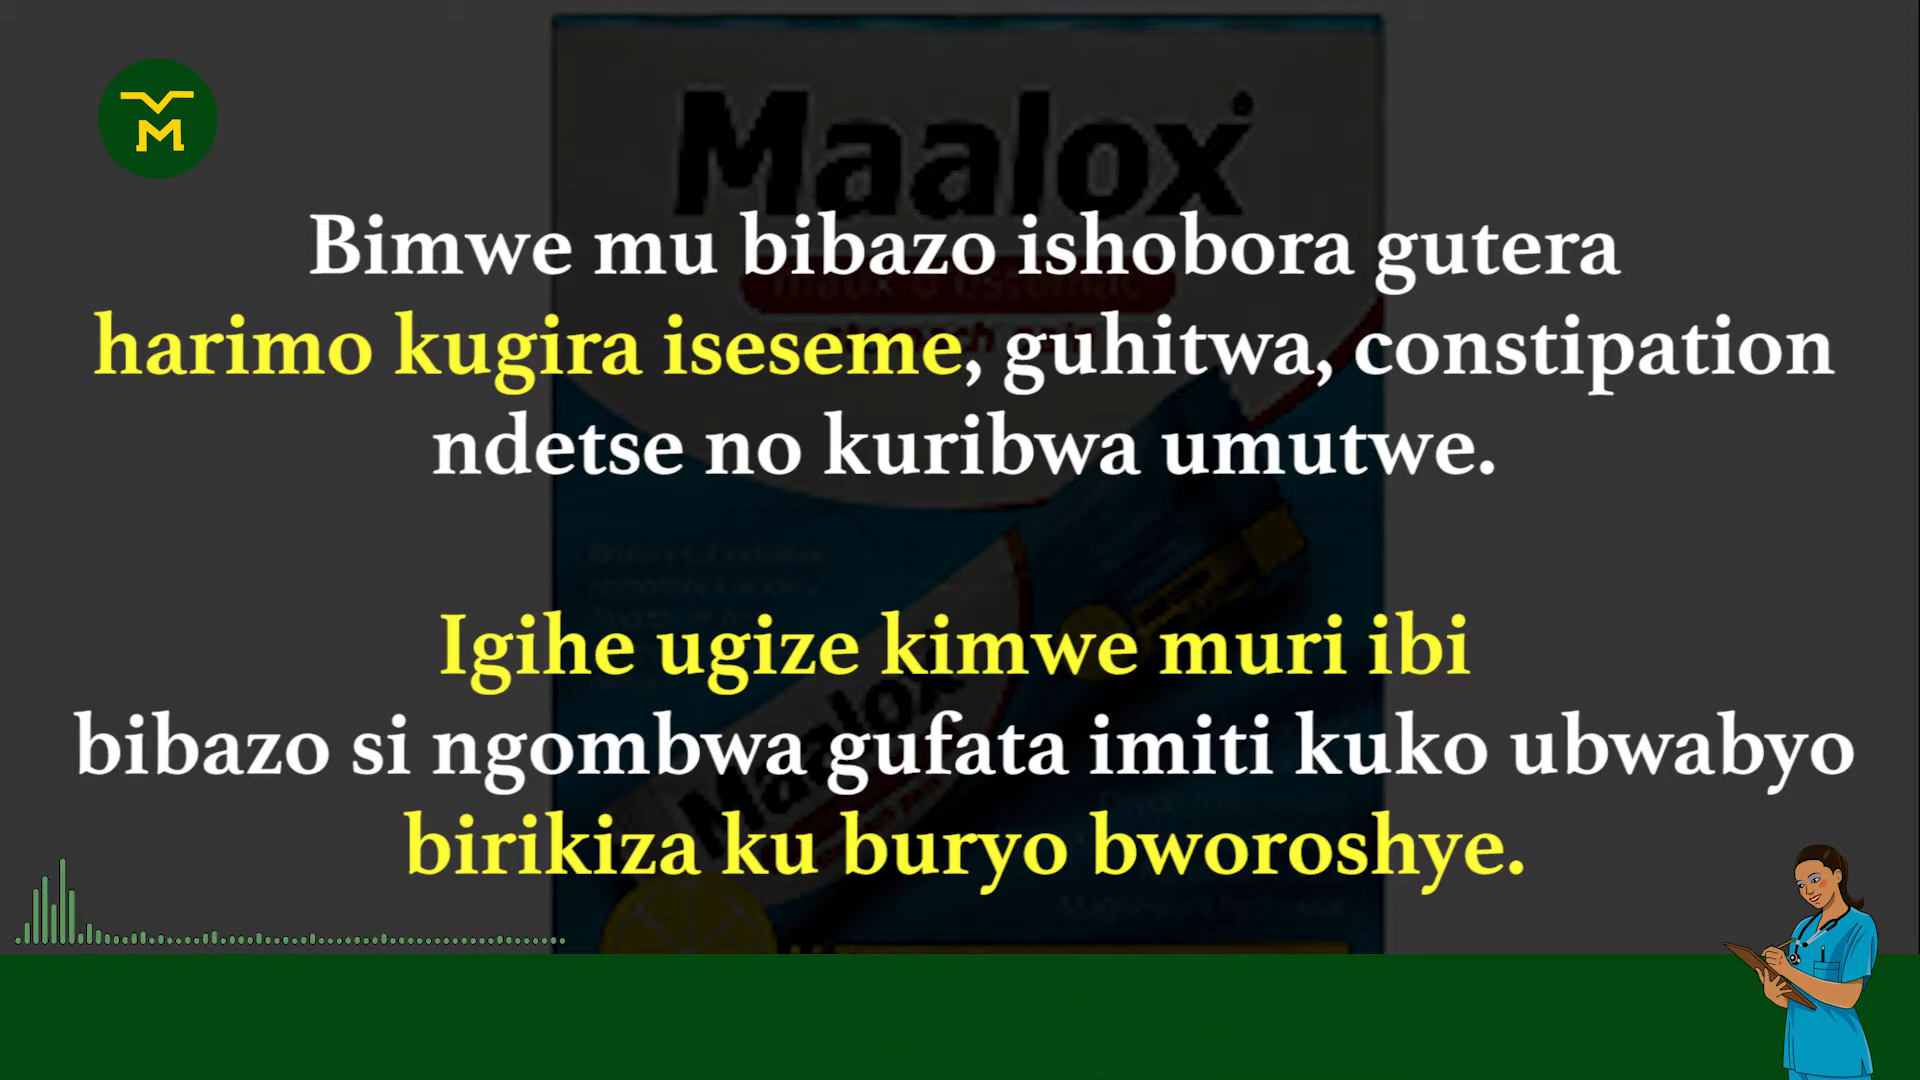 Maalox
Bimwe mu bibazo ishobora gutera
harimo kugira iseseme, guhitwa, constipation
ndetse no kuribwa umutwe.
Igihe ugize kimwe muri ibi
bibazo si ngombwa gufata imiti kuko ubwabyo
birikiza ku buryo bworoshye.
Maalox